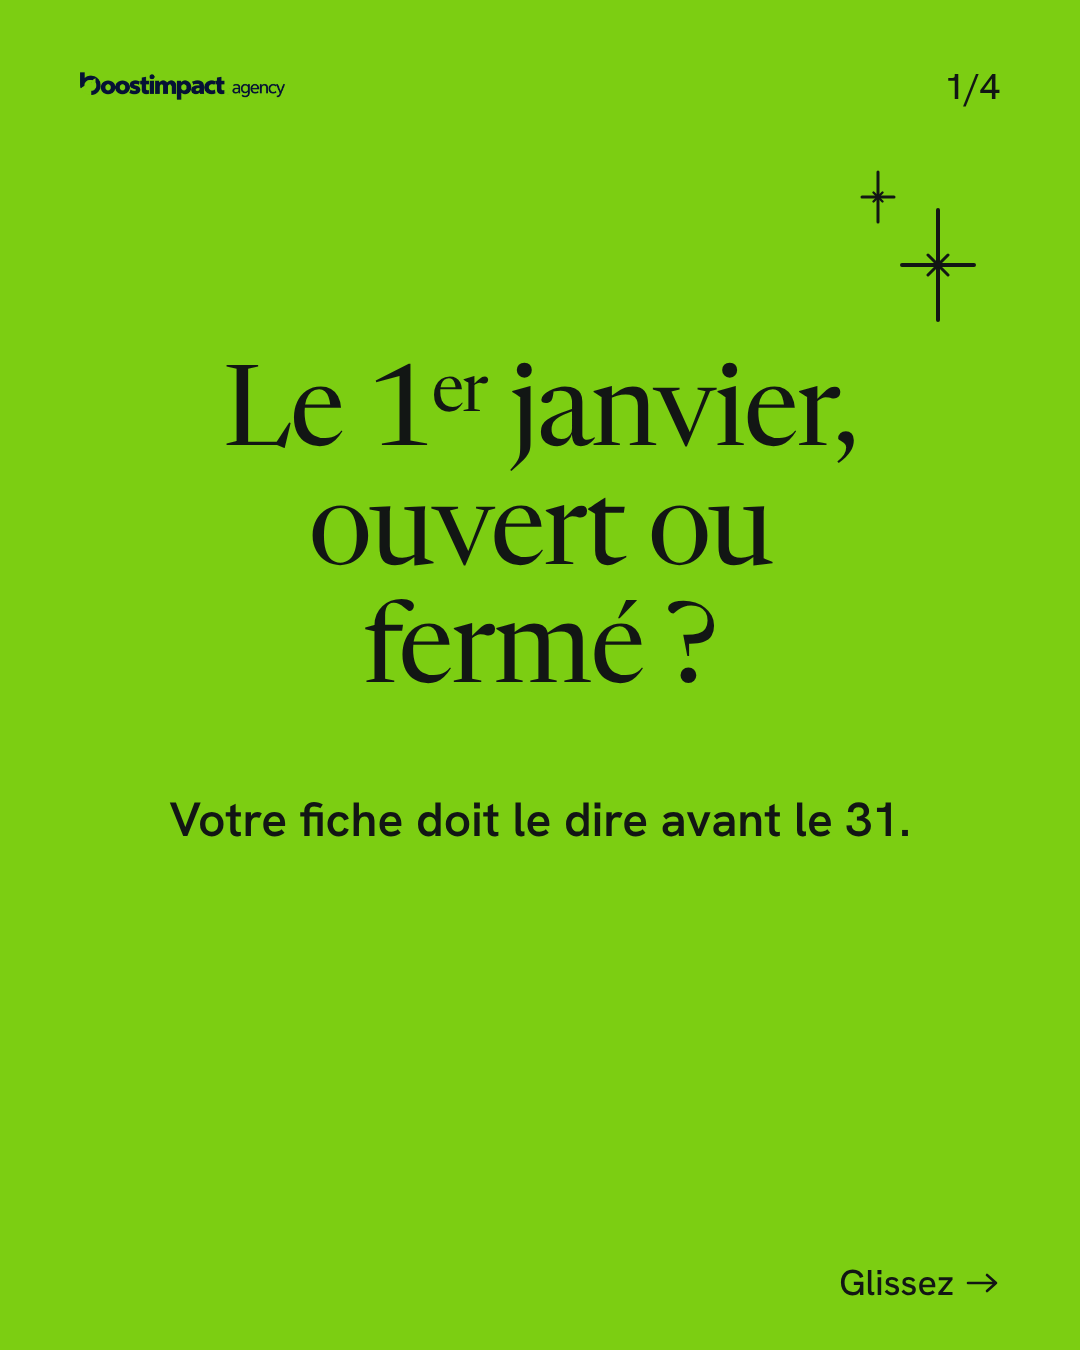 boostimpact agency
1/4
Le 1er janvier,
ouvert ou
fermé ?
Votre fiche doit le dire avant le 31.
Glissez →